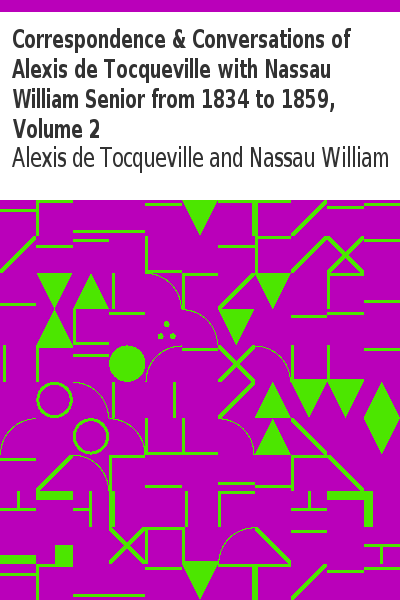 Correspondence & Conversations of
Alexis de Tocqueville with Nassau
William Senior from 1834 to 1859,
Volume 2
Alexis de Tocqueville and Nassau William